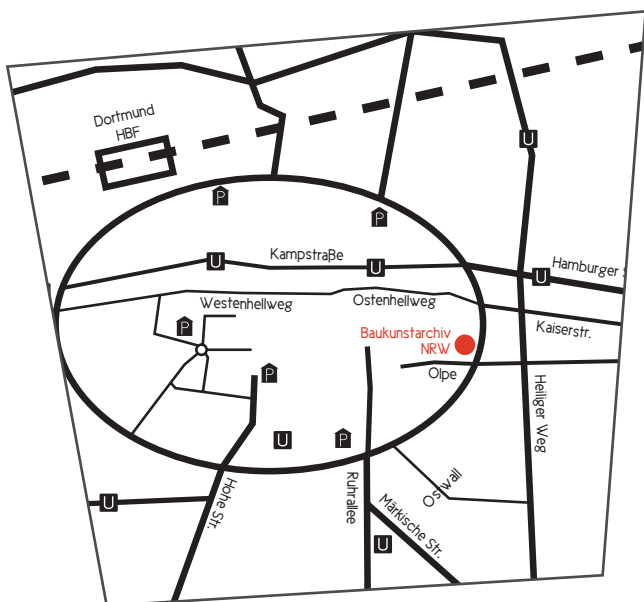 Dortmund
HBF
U
P
P
U
Kampstraße
U
U
Hamburger S
Westenhellweg
Ostenhellweg
P
Baukunstarchiv
NRW
Kaiserstr.
P
Olpe
Heiliger Weg
U
P
Hohe Str.
Ruhrallee
Ostwall
U
Märkische Str.
U